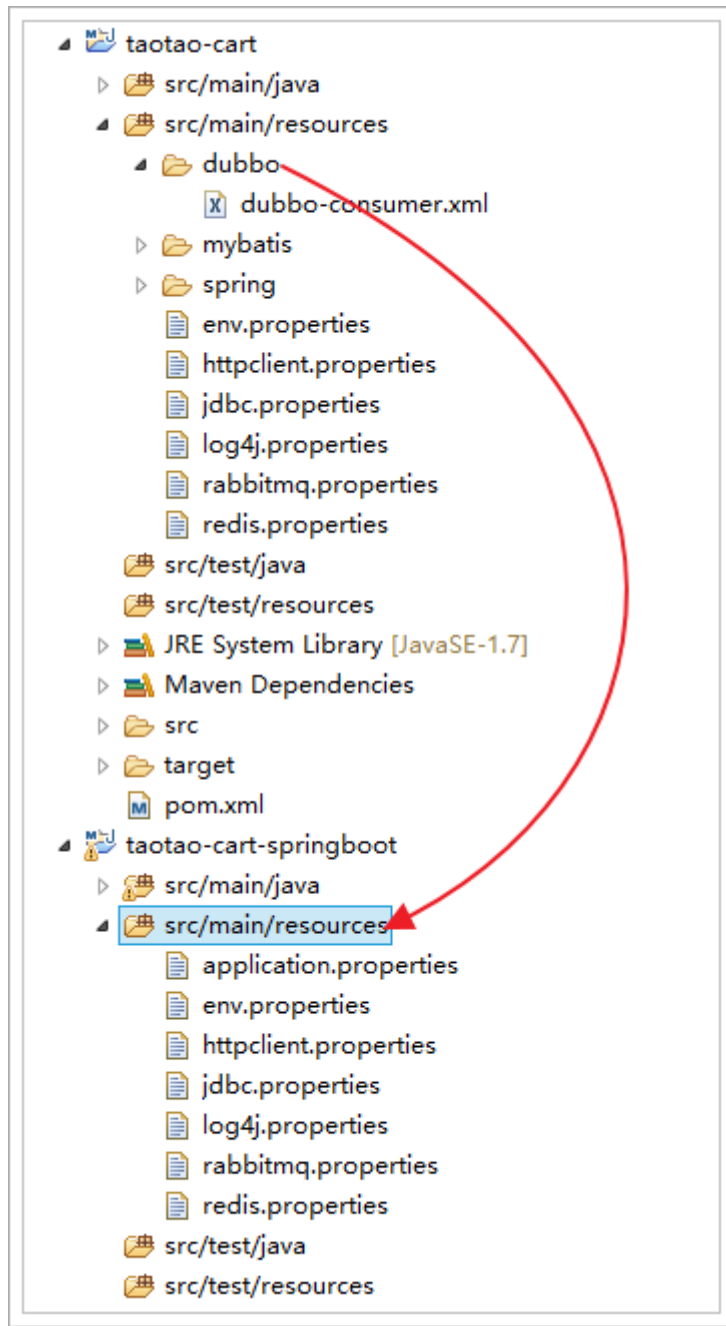 taotao-cart
src/main/java
src/main/resources
dubbo
dubbo-consumer.xml
mybatis
spring
env.properties
httpclient.properties
jdbc.properties
log4j.properties
rabbitmq.properties
redis.properties
src/test/java
src/test/resources
JRE System Library [JavaSE-1.7]
Maven Dependencies
src
target
pom.xml
taotao-cart-springboot
src/main/java
src/main/resources
application.properties
env.properties
httpclient.properties
jdbc.properties
log4j.properties
rabbitmq.properties
redis.properties
src/test/java
src/test/resources